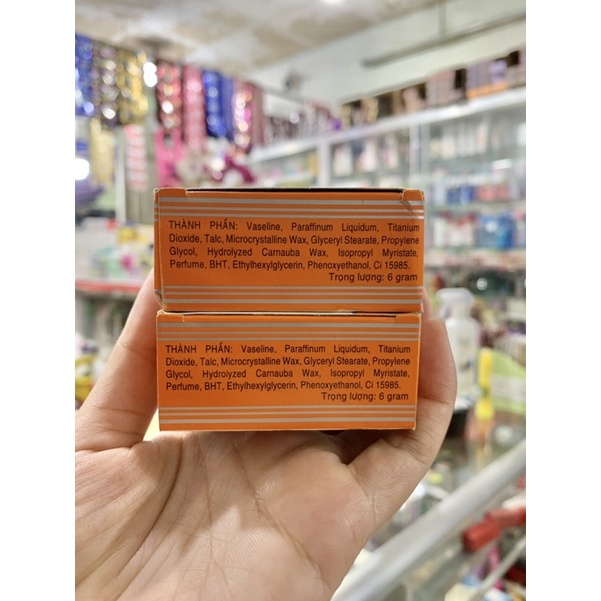 THÀNH PHẦN: Vaseline, Paraffinum Liquidum, Titanium
Dioxide, Talc, Microcrystalline Wax, Glyceryl Stearate, Propylene
Glycol, Hydrolyzed Carnauba Wax, Isopropyl Myristate,
Perfume, BHT, Ethylhexylglycerin, Phenoxyethanol, Ci 15985.
Trọng lượng: 6 gram
THÀNH PHẦN: Vaseline, Paraffinum Liquidum, Titanium
Dioxide, Talc, Microcrystalline Wax, Glyceryl Stearate, Propylene
Glycol, Hydrolyzed Carnauba Wax, Isopropyl Myristate,
Perfume, BHT, Ethylhexylglycerin, Phenoxyethanol, Ci 15985.
Trọng lượng: 6 gram